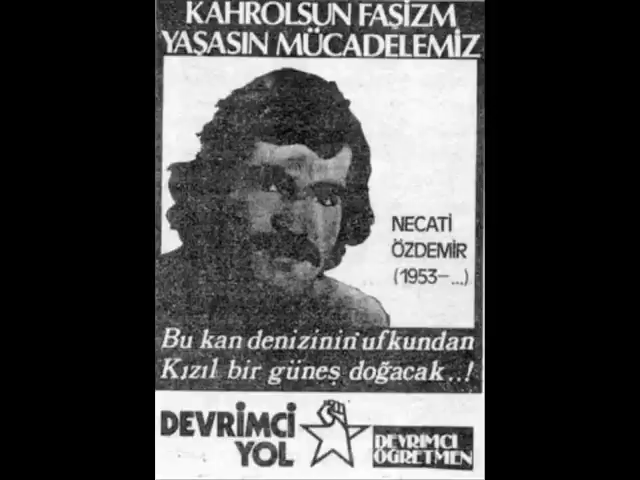 KAHROLSUN FAŞİZM
YAŞASIN MÜCADELEMİZ
NECATİ
ÖZDEMİR
(1953–...)
Bu kan denizinin ufkundan
Kızıl bir güneş doğacak..!
DEVRİMCİ
YOL
DEVRİMCİ
ÖĞRETMEN